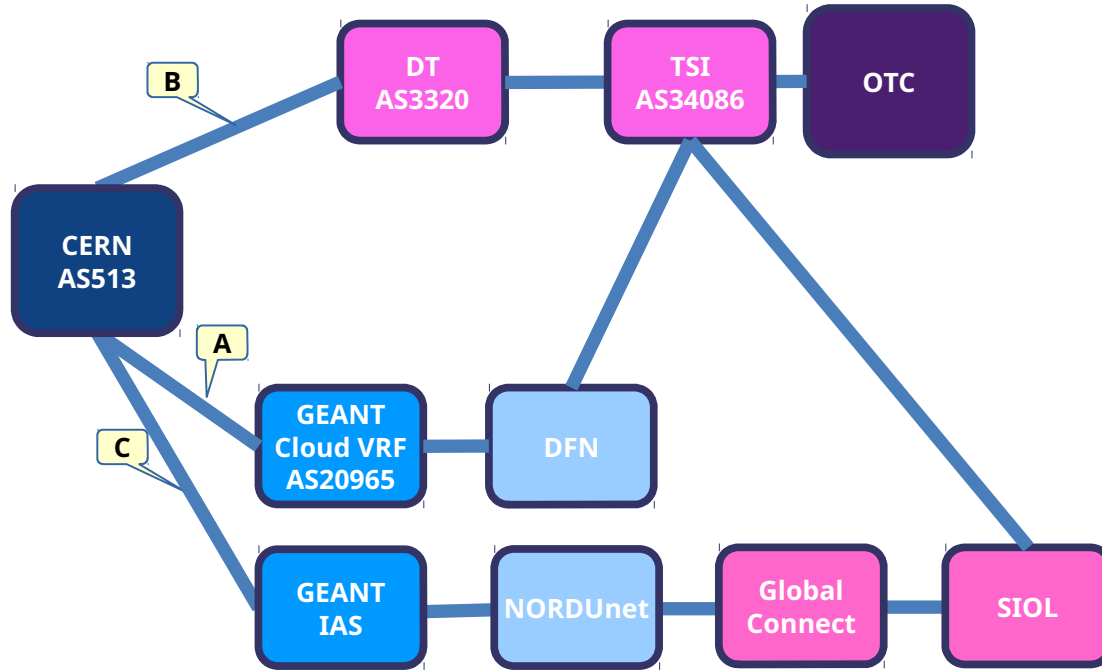 DT
AS3320
TSI
AS34086
OTC
B
CERN
AS513
A
C
GEANT
Cloud VRF
AS20965
DFN
GEANT
IAS
NORDUnet
Global
Connect
SIOL